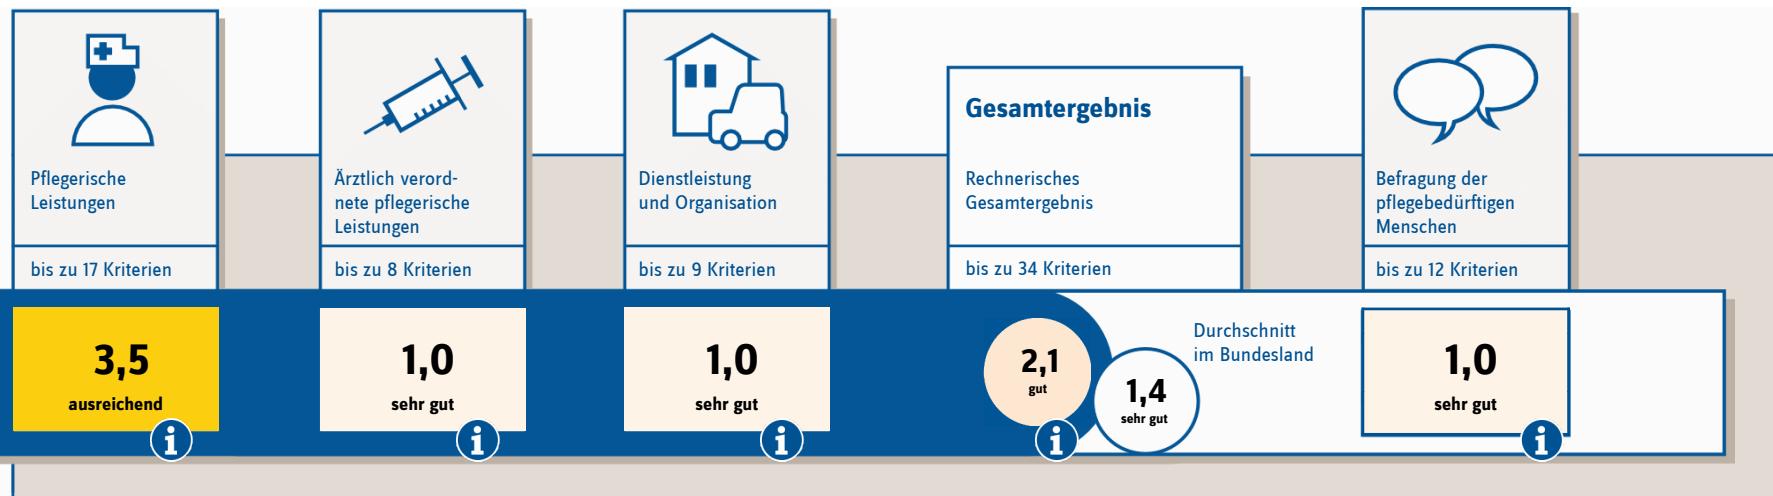 Pflegerische
Leistungen
bis zu 17 Kriterien
3,5
ausreichend
i
Ärztlich verord-
nete pflegerische
Leistungen
bis zu 8 Kriterien
1,0
sehr gut
i
Dienstleistung
und Organisation
bis zu 9 Kriterien
1,0
sehr gut
i
Gesamtergebnis
Rechnerisches
Gesamtergebnis
bis zu 34 Kriterien
2,1
gut
i
1,4
sehr gut
Durchschnitt
im Bundesland
Befragung der
pflegebedürftigen
Menschen
bis zu 12 Kriterien
1,0
sehr gut
i